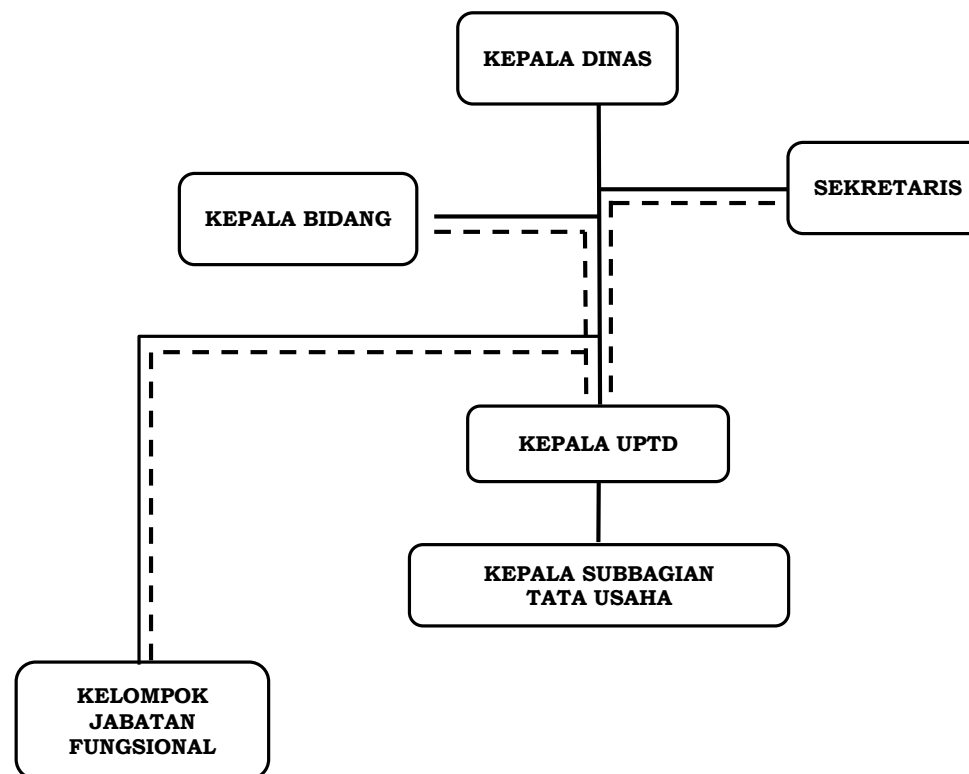 KEPALA DINAS
SEKRETARIS
KEPALA BIDANG
KEPALA UPTD
KEPALA SUBBAGIAN
TATA USAHA
KELOMPOK
JABATAN
FUNGSIONAL